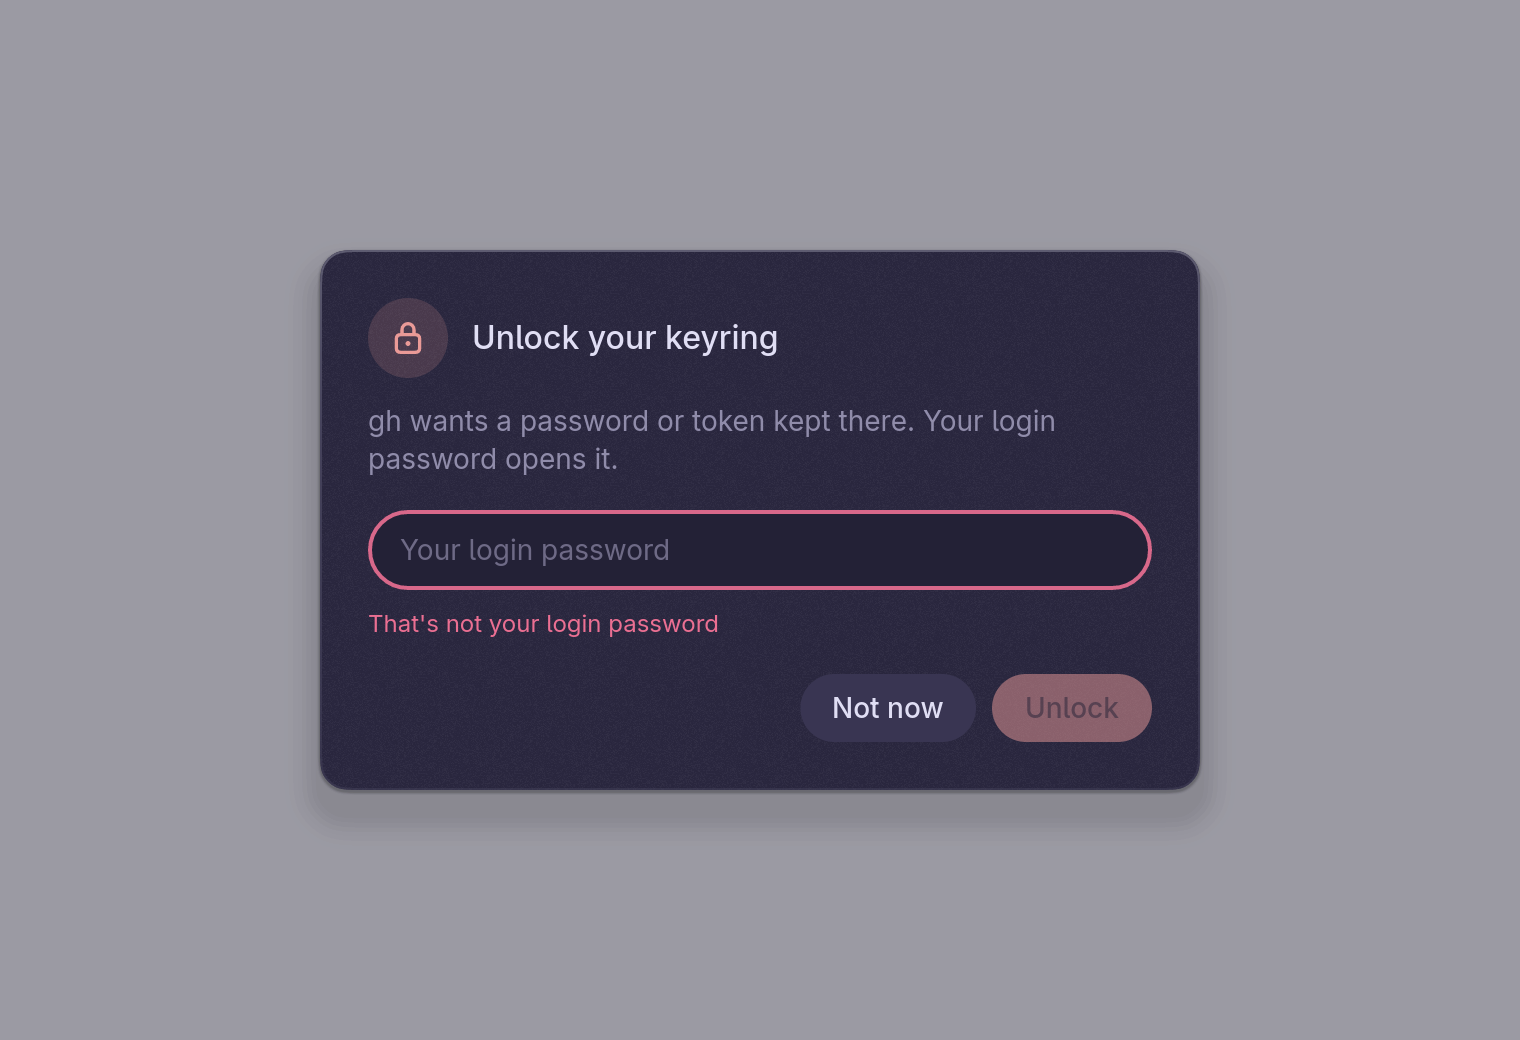 Unlock your keyring
gh wants a password or token kept there. Your login
password opens it.
Your login password
That's not your login password
Not now
Unlock